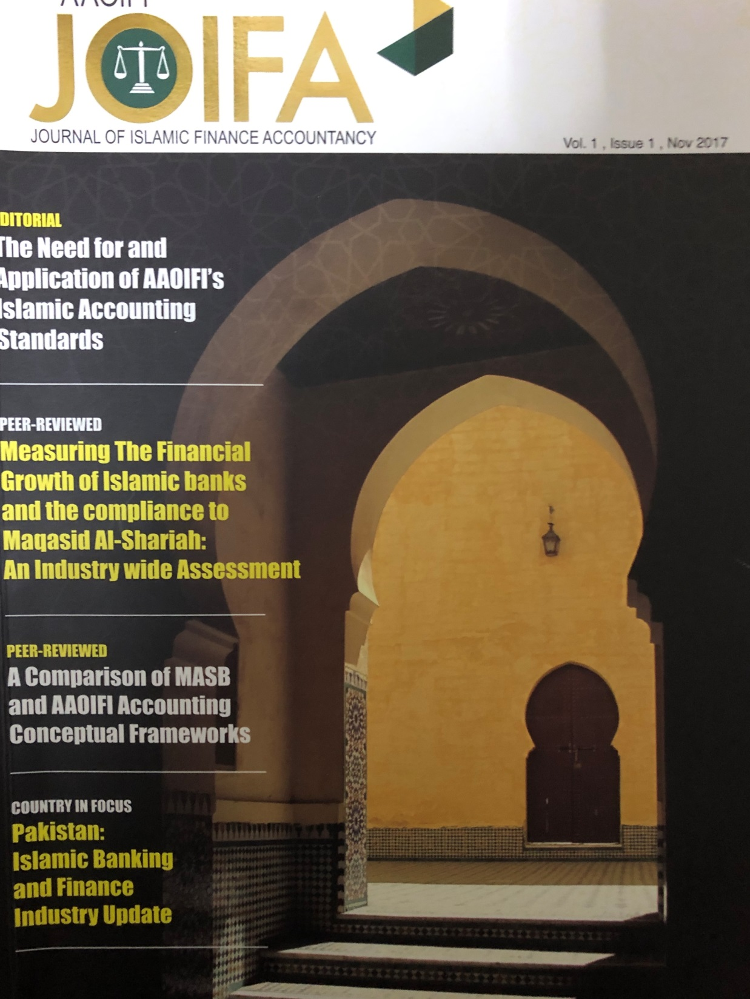 AAOIFI
JOIFA
JOURNAL OF ISLAMIC FINANCE ACCOUNTANCY
Vol. 1 , Issue 1 , Nov 2017
DITORIAL
The Need for and
Application of AAOIFI's
Islamic Accounting
Standards
PEER-REVIEWED
Measuring The Financial
Growth of Islamic banks
and the compliance to
Maqasid Al-Shariah:
An Industry wide Assessment
PEER-REVIEWED
A Comparison of MASB
and AAOIFI Accounting
Conceptual Frameworks
COUNTRY IN FOCUS
Pakistan:
Islamic Banking
and Finance
Industry Update